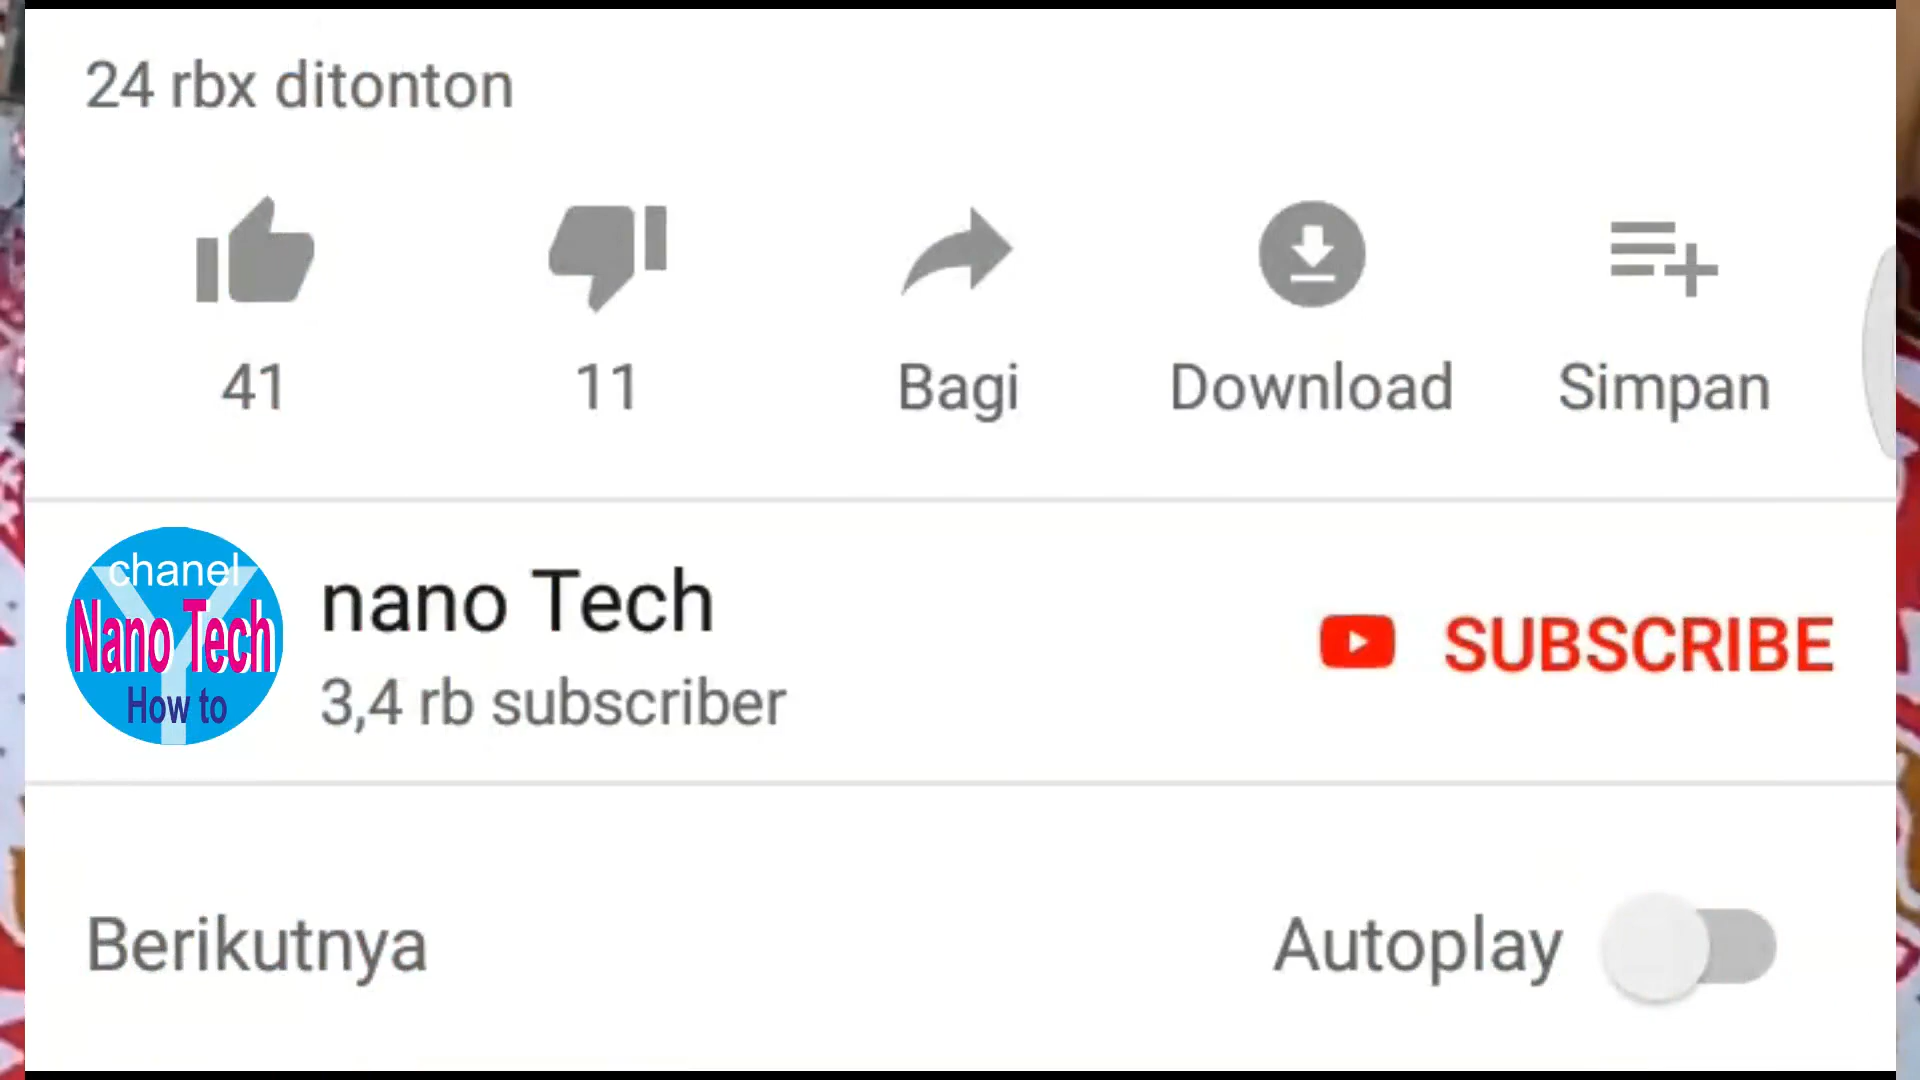 24 rbx ditonton
41
11
Bagi
Download
Simpan
chanel
Nano Tech
How to
nano Tech
3,4 rb subscriber
SUBSCRIBE
Berikutnya
Autoplay